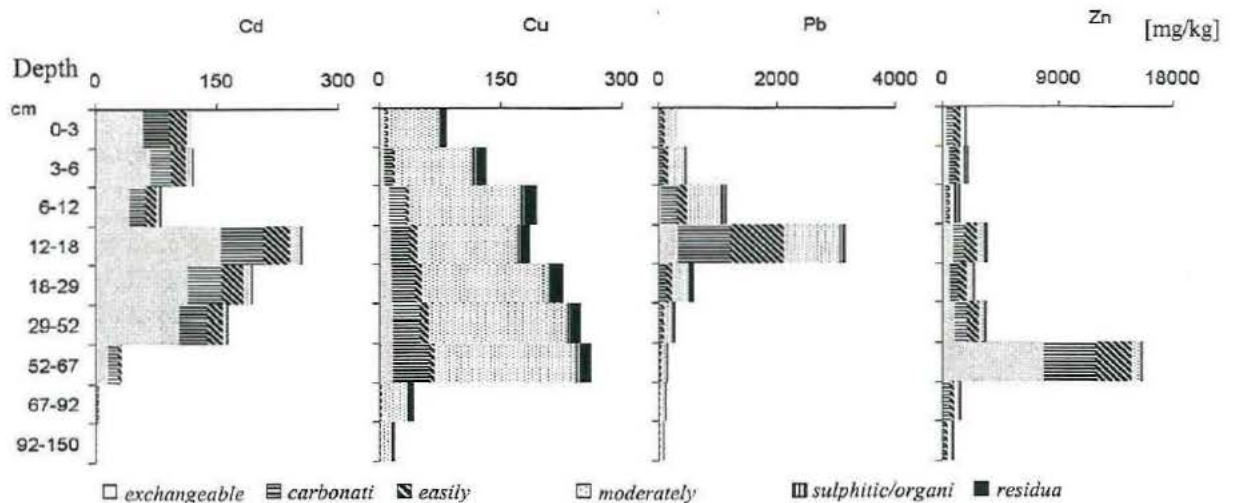 Cd Cu Pb Zn [mg/kg]
Depth 0 150 300 0 150 300 0 2000 4000 0 9000 18000
cm
0-3
3-6
6-12
12-18
18-29
29-52
52-67
67-92
92-150
exchangeable carbonati easily moderately sulphitic/organi residua